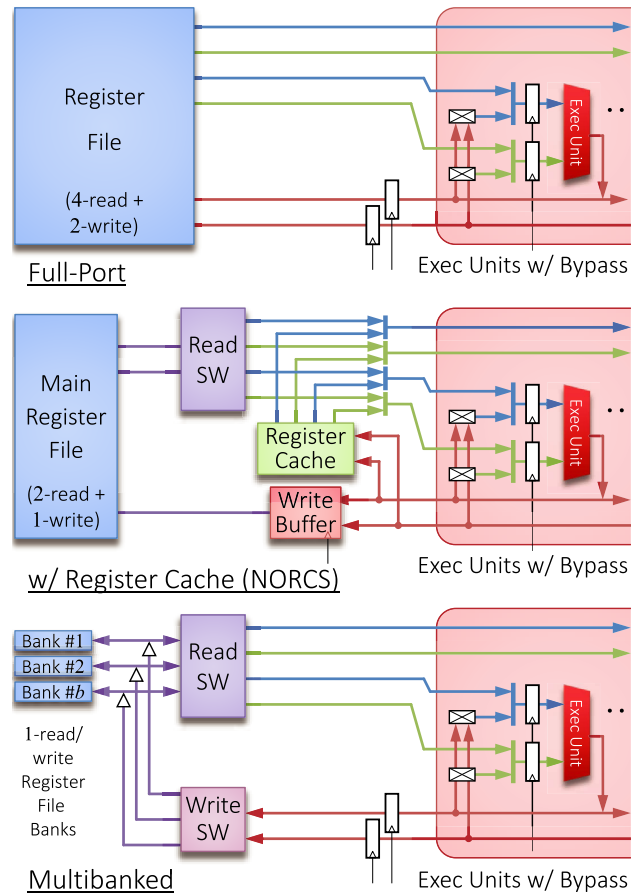 Register
File
(4-read +
2-write)
Exec Unit
. .
Full-Port
Exec Units w/ Bypass
Main
Register
File
(2-read +
1-write)
Read
SW
Register
Cache
Write
Buffer
Exec Unit
. .
w/ Register Cache (NORCS)
Exec Units w/ Bypass
Bank #1
Bank #2
Bank #b
Read
SW
1-read/
write
Register
File
Banks
Write
SW
Exec Unit
. .
Multibanked
Exec Units w/ Bypass